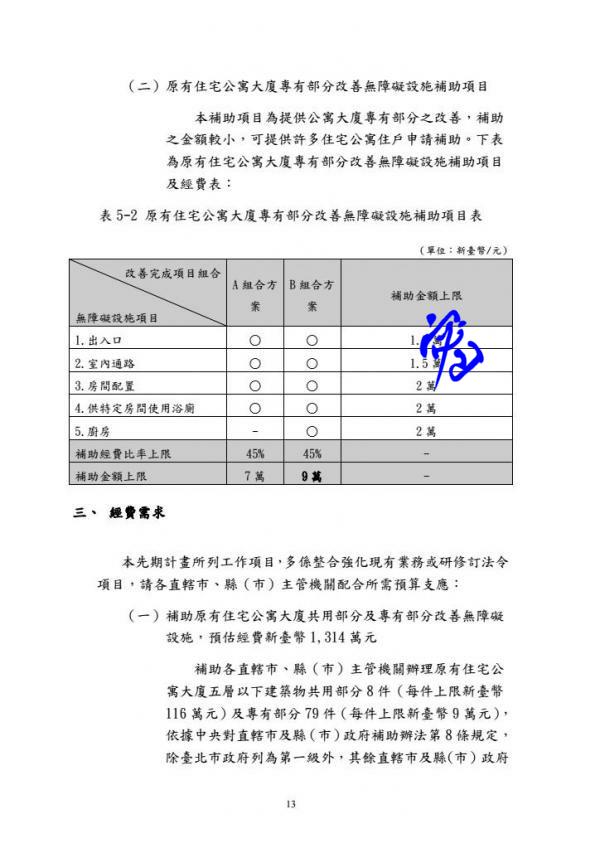 （二）原有住宅公寓大廈專有部分改善無障礙設施補助項目
本補助項目為提供公寓大廈專有部分之改善，補助
之金額較小，可提供許多住宅公寓住戶申請補助。下表
為原有住宅公寓大廈專有部分改善無障礙設施補助項目
及經費表：
表 5-2 原有住宅公寓大廈專有部分改善無障礙設施補助項目表
（單位：新臺幣/元）
改善完成項目組合
無障礙設施項目
A 組合方
案
B 組合方
案
補助金額上限
1.出入口 ○ ○
2.室內通路 ○ ○ 1.5 萬
3.房間配置 ○ ○ 2 萬
4.供特定房間使用浴廁 ○ ○ 2 萬
5.廚房 - ○ 2 萬
補助經費比率上限 45% 45% -
補助金額上限 7 萬 9 萬 -
三、 經費需求
本先期計畫所列工作項目，多係整合強化現有業務或研修訂法令
項目，請各直轄市、縣（市）主管機關配合所需預算支應：
（一）補助原有住宅公寓大廈共用部分及專有部分改善無障礙
設施，預估經費新臺幣 1,314 萬元
補助各直轄市、縣（市）主管機關辦理原有住宅公
寓大廈五層以下建築物共用部分 8 件（每件上限新臺幣
116 萬元）及專有部分 79 件（每件上限新臺幣 9 萬元），
依據中央對直轄市及縣（市）政府補助辦法第 8 條規定，
除臺北市政府列為第一級外，其餘直轄市及縣(市）政府
13